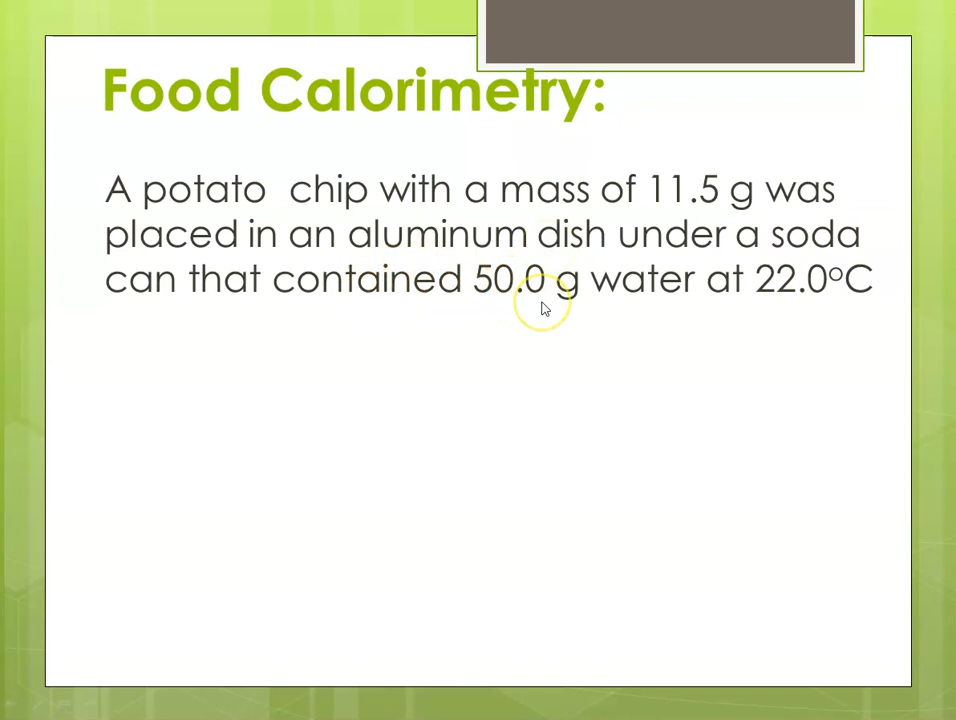 Food Calorimetry:
A potato  chip with a mass of 11.5 g was
placed in an aluminum dish under a soda
can that contained 50.0 g water at 22.0ºC